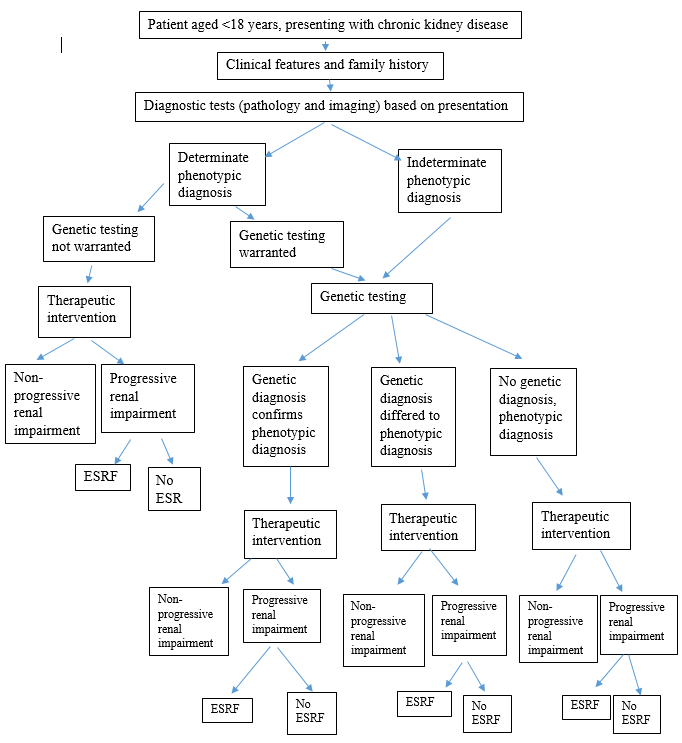 Patient aged <18 years, presenting with chronic kidney disease
Clinical features and family history
Diagnostic tests (pathology and imaging) based on presentation
Determinate
phenotypic
diagnosis
Indeterminate
phenotypic
diagnosis
Genetic testing
not warranted
Genetic testing
warranted
Therapeutic
intervention
Genetic testing
Non-
progressive
renal
impairment
Progressive
renal
impairment
Genetic
diagnosis
confirms
phenotypic
diagnosis
Genetic
diagnosis
differed to
phenotypic
diagnosis
No genetic
diagnosis,
phenotypic
diagnosis
ESRF
No
ESR
Therapeutic
intervention
Therapeutic
intervention
Therapeutic
intervention
Non-
progressive
renal
impairment
Progressive
renal
impairment
Non-
progressive
renal
impairment
Progressive
renal
impairment
Non-
progressive
renal
impairment
Progressive
renal
impairment
ESRF
No
ESRF
ESRF
No
ESRF
ESRF
No
ESRF